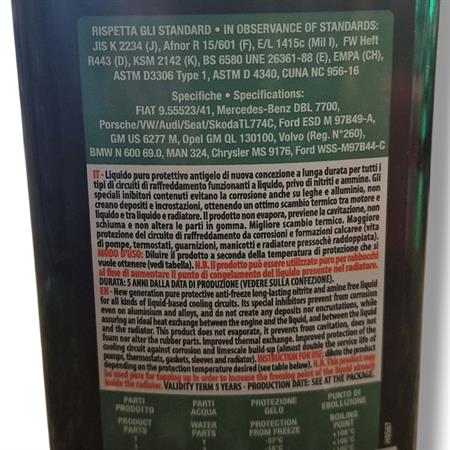 RISPETTA GLI STANDARD • IN OBSERVANCE OF STANDARDS:
JIS K 2234 (J), Afnor R 15/601 (F), E/L 1415c (Mil I), FW Heft
R443 (D), KSM 2142 (K), BS 6580 UNE 26361-88 (E), EMPA (CH),
ASTM D3306 Type 1, ASTM D 4340, CUNA NC 956-16
Specifiche • Specifications:
FIAT 9.55523/41, Mercedes-Benz DBL 7700,
Porsche/VW/Audi/Seat/SkodaTL774C, Ford ESD M 97B49-A,
GM US 6277 M, Opel GM QL 130100, Volvo (Reg. N°260),
BMW N 600 69.0, MAN 324, Chrysler MS 9176, Ford WSS-M97B44-C
IT - Liquido puro protettivo antigelo di nuova concezione a lunga durata per tutti i
tipi di circuiti di raffreddamento funzionanti a liquido, privo di nitriti e ammine. Gli
speciali inibitori contenuti evitano la corrosione anche su leghe e alluminio, non
creano depositi e incrostazioni, ottenendo un ottimo scambio termico tra motore e
liquido e tra liquido e radiatore. Il prodotto non evapora, previene la cavitazione, non
schiuma e non altera le parti in gomma. Migliore scambio termico. Maggiore
protezione del circuito di raffreddamento da corrosioni e formazioni calcaree (vita
di pompe, termostati, guarnizioni, manicotti e radiatore pressochè raddoppiata).
MODO D'USO: Diluire il prodotto a seconda della temperatura di protezione che si
vuole ottenere (vedi tabella). N.B. Il prodotto può essere utilizzato puro per rabbocchi
al fine di aumentare il punto di congelamento del liquido presente nel radiatore.
DURATA: 5 ANNI DALLA DATA DI PRODUZIONE (VEDERE SULLA CONFEZIONE).
EN - New generation pure protective anti-freeze long-lasting nitrite and amine free liquid
for all kinds of liquid-based cooling circuits. Its special inhibitors prevent corrosion
even on aluminium and alloys, and do not create any deposits nor encrustations, while
assuring an ideal heat exchange between the engine and the liquid, and between the liquid
and the radiator. This product does not evaporate, it prevents from cavitation, does not
foam nor alter the rubber parts. Improved thermal exchange. Improved protection of the
cooling circuit against corrosion and limescale build-up (almost double the service life of
pumps, thermostats, gaskets, sleeves and radiator). INSTRUCTION FOR USE: dilute the product
depending on the protection temperature desired (see table below). N.B. This product may
be used pure for topping up in order to increase the freezing point of the liquid already
inside the radiator. VALIDITY TERM 5 YEARS - PRODUCTION DATE: SEE AT THE PACKAGE.
PARTI PRODOTTO PARTI ACQUA PROTEZIONE GELO PUNTO DI EBOLLIZIONE
PRODUCT PARTS WATER PARTS PROTECTION FROM FREEZE BOILING POINT
1 1 -37°C +108°C